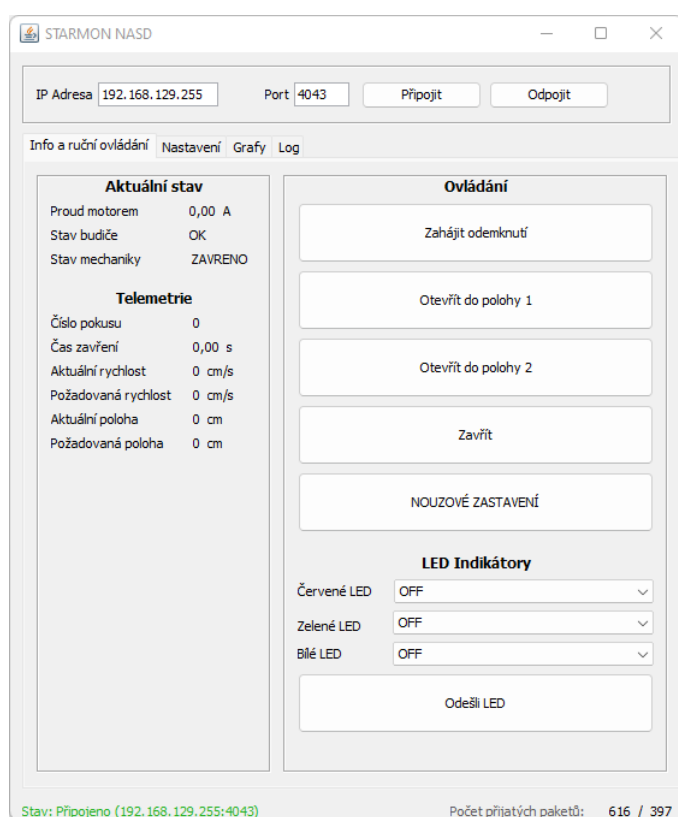 STARMON NASD
IP Adresa 192.168.129.255 Port 4043 Připojit Odpojit
Info a ruční ovládání Nastavení Grafy Log
Aktuální stav
Proud motorem 0,00 A
Stav budiče OK
Stav mechaniky ZAVRENO
Telemetrie
Číslo pokusu 0
Čas zavření 0,00 s
Aktuální rychlost 0 cm/s
Požadovaná rychlost 0 cm/s
Aktuální poloha 0 cm
Požadovaná poloha 0 cm
Ovládání
Zahájit odemknutí
Otevřít do polohy 1
Otevřít do polohy 2
Zavřít
NOUZOVÉ ZASTAVENÍ
LED Indikátory
Červené LED OFF
Zelené LED OFF
Bílé LED OFF
Odešli LED
Stav: Připojeno (192.168.129.255:4043) Počet přijatých paketů: 616 / 397